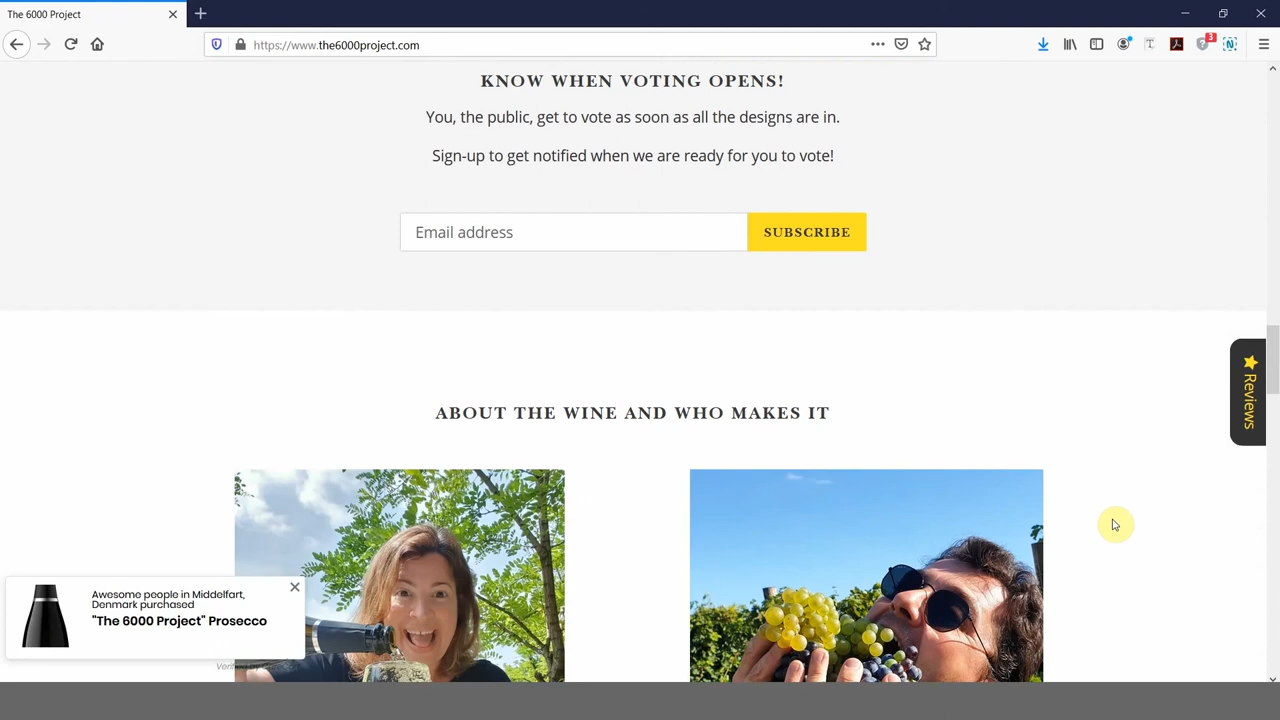 The 6000 Project
https://www.the6000project.com
3
KNOW WHEN VOTING OPENS!
You, the public, get to vote as soon as all the designs are in.
Sign-up to get notified when we are ready for you to vote!
Email address
SUBSCRIBE
Reviews
ABOUT THE WINE AND WHO MAKES IT
Awesome people in Middelfart,
Denmark purchased
"The 6000 Project" Prosecco